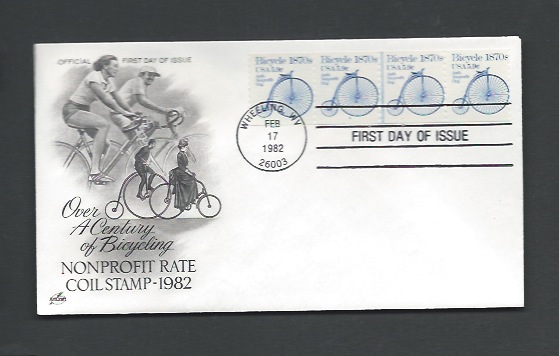 OFFICIAL FIRST DAY OF ISSUE
Bicycle 1870s Bicycle 1870s Bicycle 1870s Bicycle 1870s
USA 5.9c USA 5.9c USA 5.9c USA 5.9c
WHEELING, WV
FEB
17
1982
26003
FIRST DAY OF ISSUE
Over
A Century
of Bicycling
NONPROFIT RATE
COIL STAMP-1982